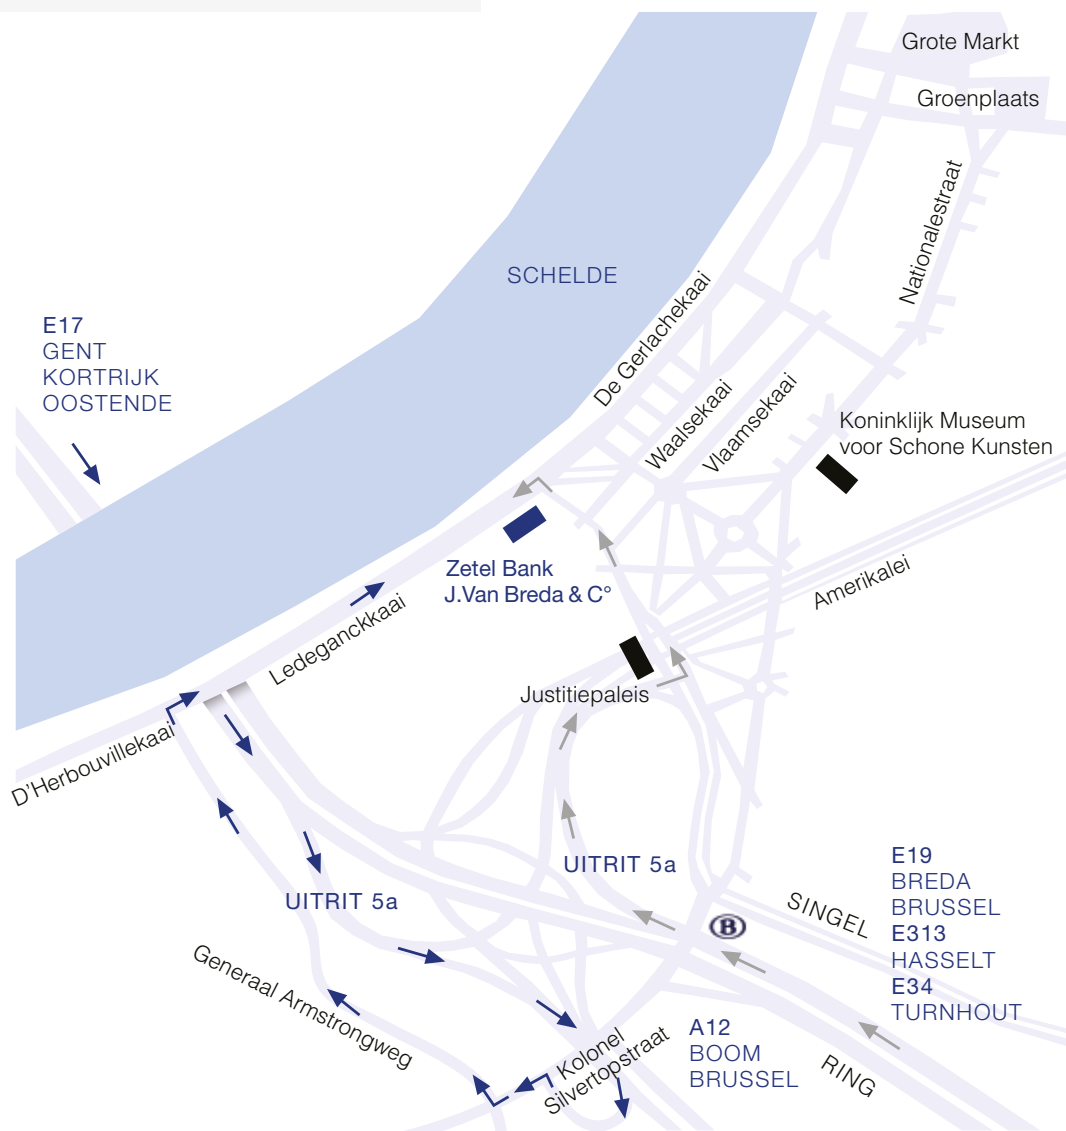 Grote Markt
Groenplaats
Nationalestraat
SCHELDE
De Gerlachekaai
E17
GENT
KORTRIJK
OOSTENDE
Waalsekaai
Vlaamsekaai
Koninklijk Museum
voor Schone Kunsten
Zetel Bank
J.Van Breda & C°
Amerikalei
Ledeganckkaai
Justitiepaleis
D'Herbouvillekaai
UITRIT 5a
UITRIT 5a
E19
BREDA
BRUSSEL
E313
HASSELT
E34
TURNHOUT
SINGEL
B
Generaal Armstrongweg
Kolonel
Silvertopstraat
A12
BOOM
BRUSSEL
RING